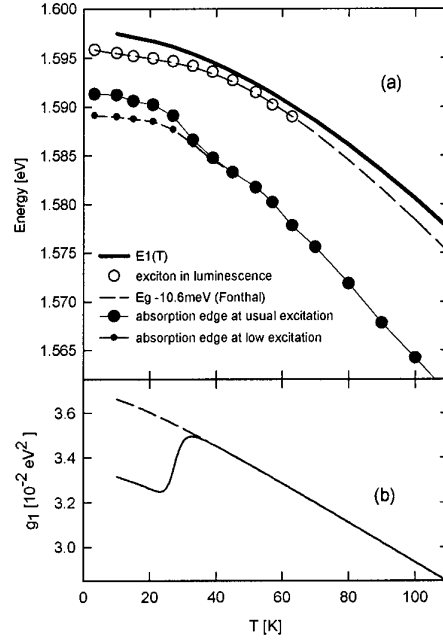 1.600
1.595
1.590
1.585
1.580
1.575
1.570
1.565
Energy [eV]
(a)
E1(T)
exciton in luminescence
Eg -10.6meV (Fonthal)
absorption edge at usual excitation
absorption edge at low excitation
3.6
3.4
3.2
3.0
g1 [10⁻² eV²]
(b)
0 20 40 60 80 100
T [K]